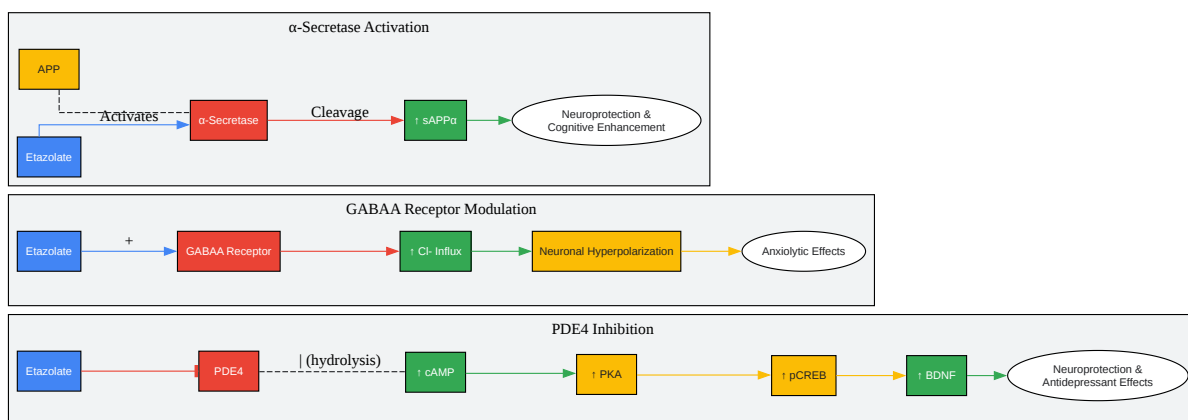 α-Secretase Activation
APP
Activates
α-Secretase
Cleavage
↑ sAPPα
Neuroprotection &
Cognitive Enhancement
Etazolate
GABAA Receptor Modulation
Etazolate
+
GABAA Receptor
↑ Cl- Influx
Neuronal Hyperpolarization
Anxiolytic Effects
PDE4 Inhibition
Etazolate
PDE4
| (hydrolysis)
↑ cAMP
↑ PKA
↑ pCREB
↑ BDNF
Neuroprotection &
Antidepressant Effects